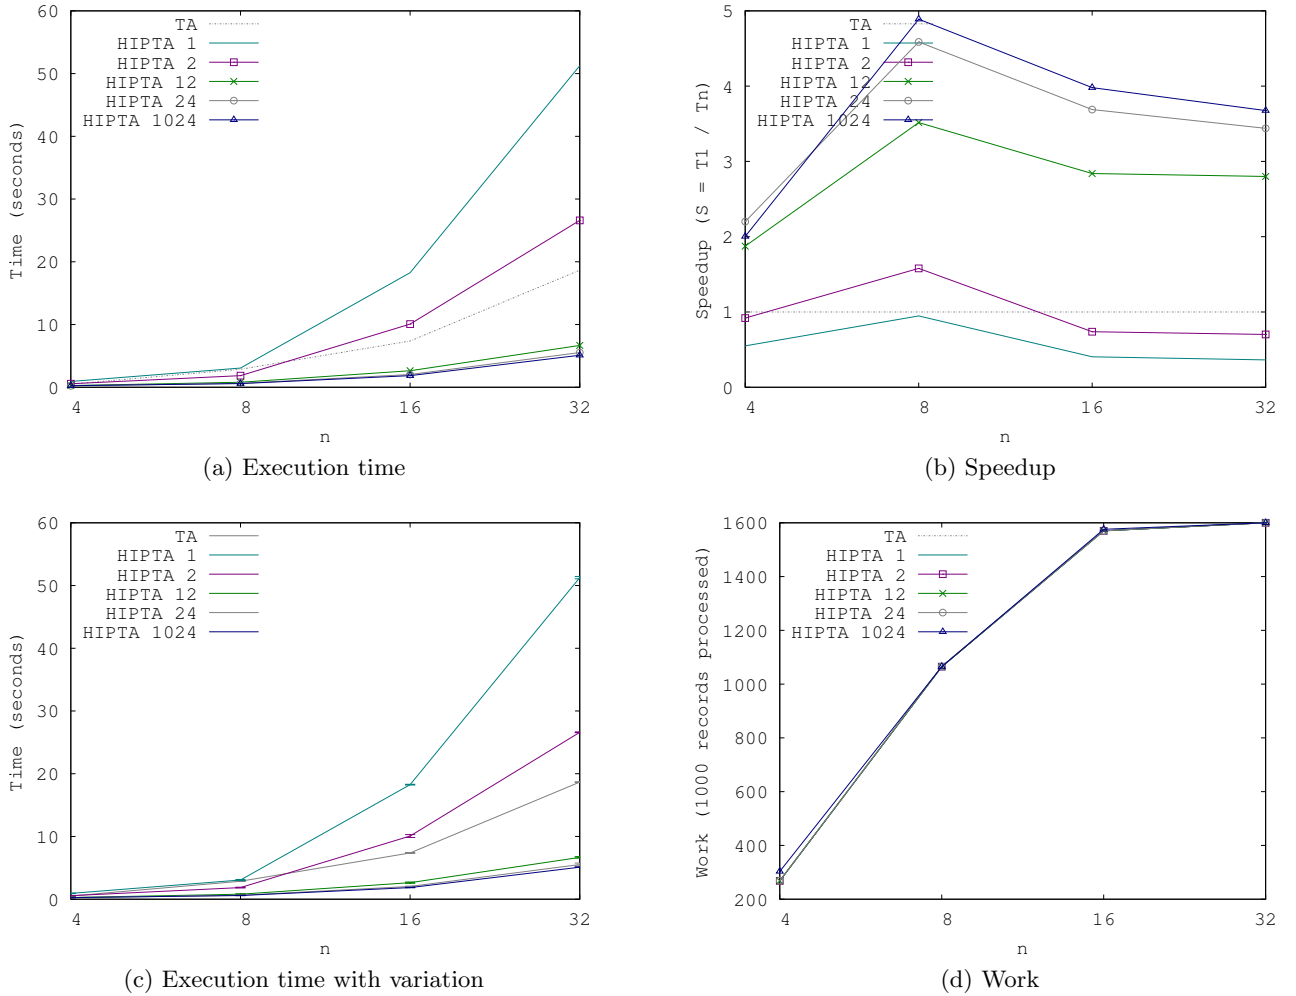 60
50
40
30
20
10
0
Time (seconds)
TA
HIPTA 1
HIPTA 2
HIPTA 12
HIPTA 24
HIPTA 1024
4 8 16 32
n
(a) Execution time
5
4
3
2
1
0
Speedup (S = T1 / Tn)
TA
HIPTA 1
HIPTA 2
HIPTA 12
HIPTA 24
HIPTA 1024
4 8 16 32
n
(b) Speedup
60
50
40
30
20
10
0
Time (seconds)
TA
HIPTA 1
HIPTA 2
HIPTA 12
HIPTA 24
HIPTA 1024
4 8 16 32
n
(c) Execution time with variation
1600
1400
1200
1000
800
600
400
200
Work (1000 records processed)
TA
HIPTA 1
HIPTA 2
HIPTA 12
HIPTA 24
HIPTA 1024
4 8 16 32
n
(d) Work